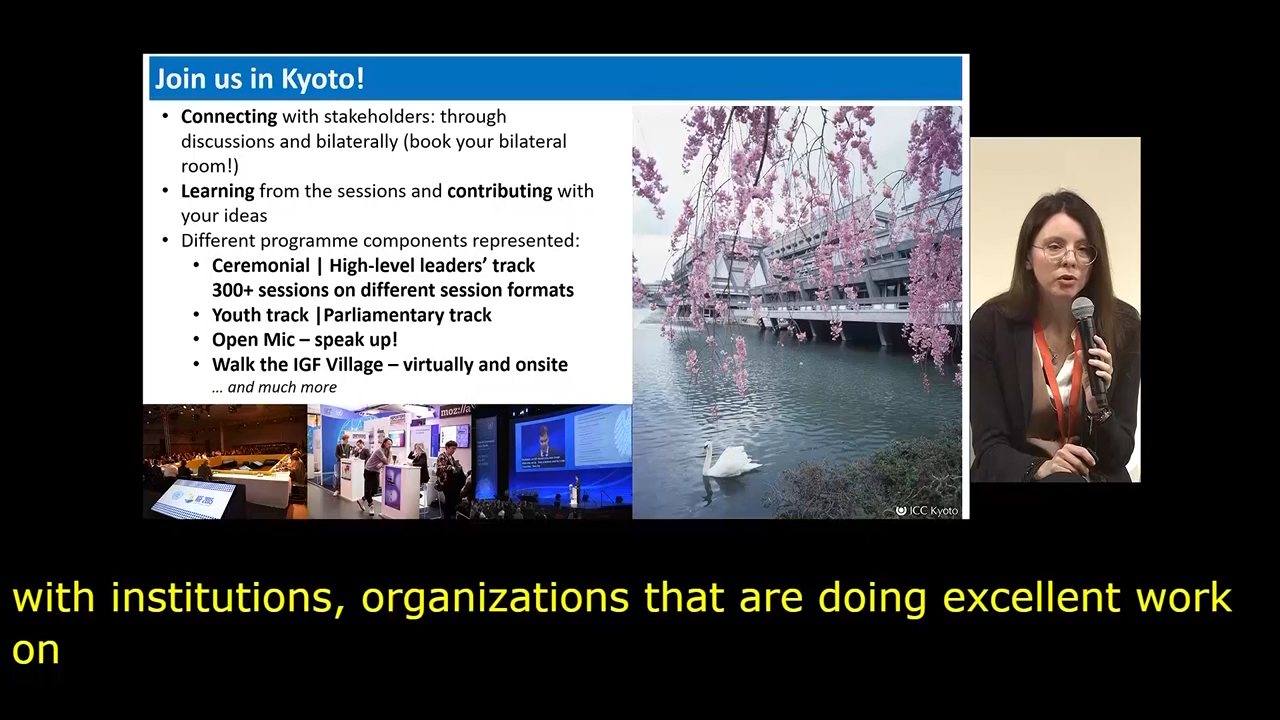 Join us in Kyoto!
• Connecting with stakeholders: through
discussions and bilaterally (book your bilateral
room!)
• Learning from the sessions and contributing with
your ideas
• Different programme components represented:
• Ceremonial | High-level leaders’ track
300+ sessions on different session formats
• Youth track |Parliamentary track
• Open Mic – speak up!
• Walk the IGF Village – virtually and onsite
... and much more
moz://a
ICC Kyoto
with institutions, organizations that are doing excellent work
on